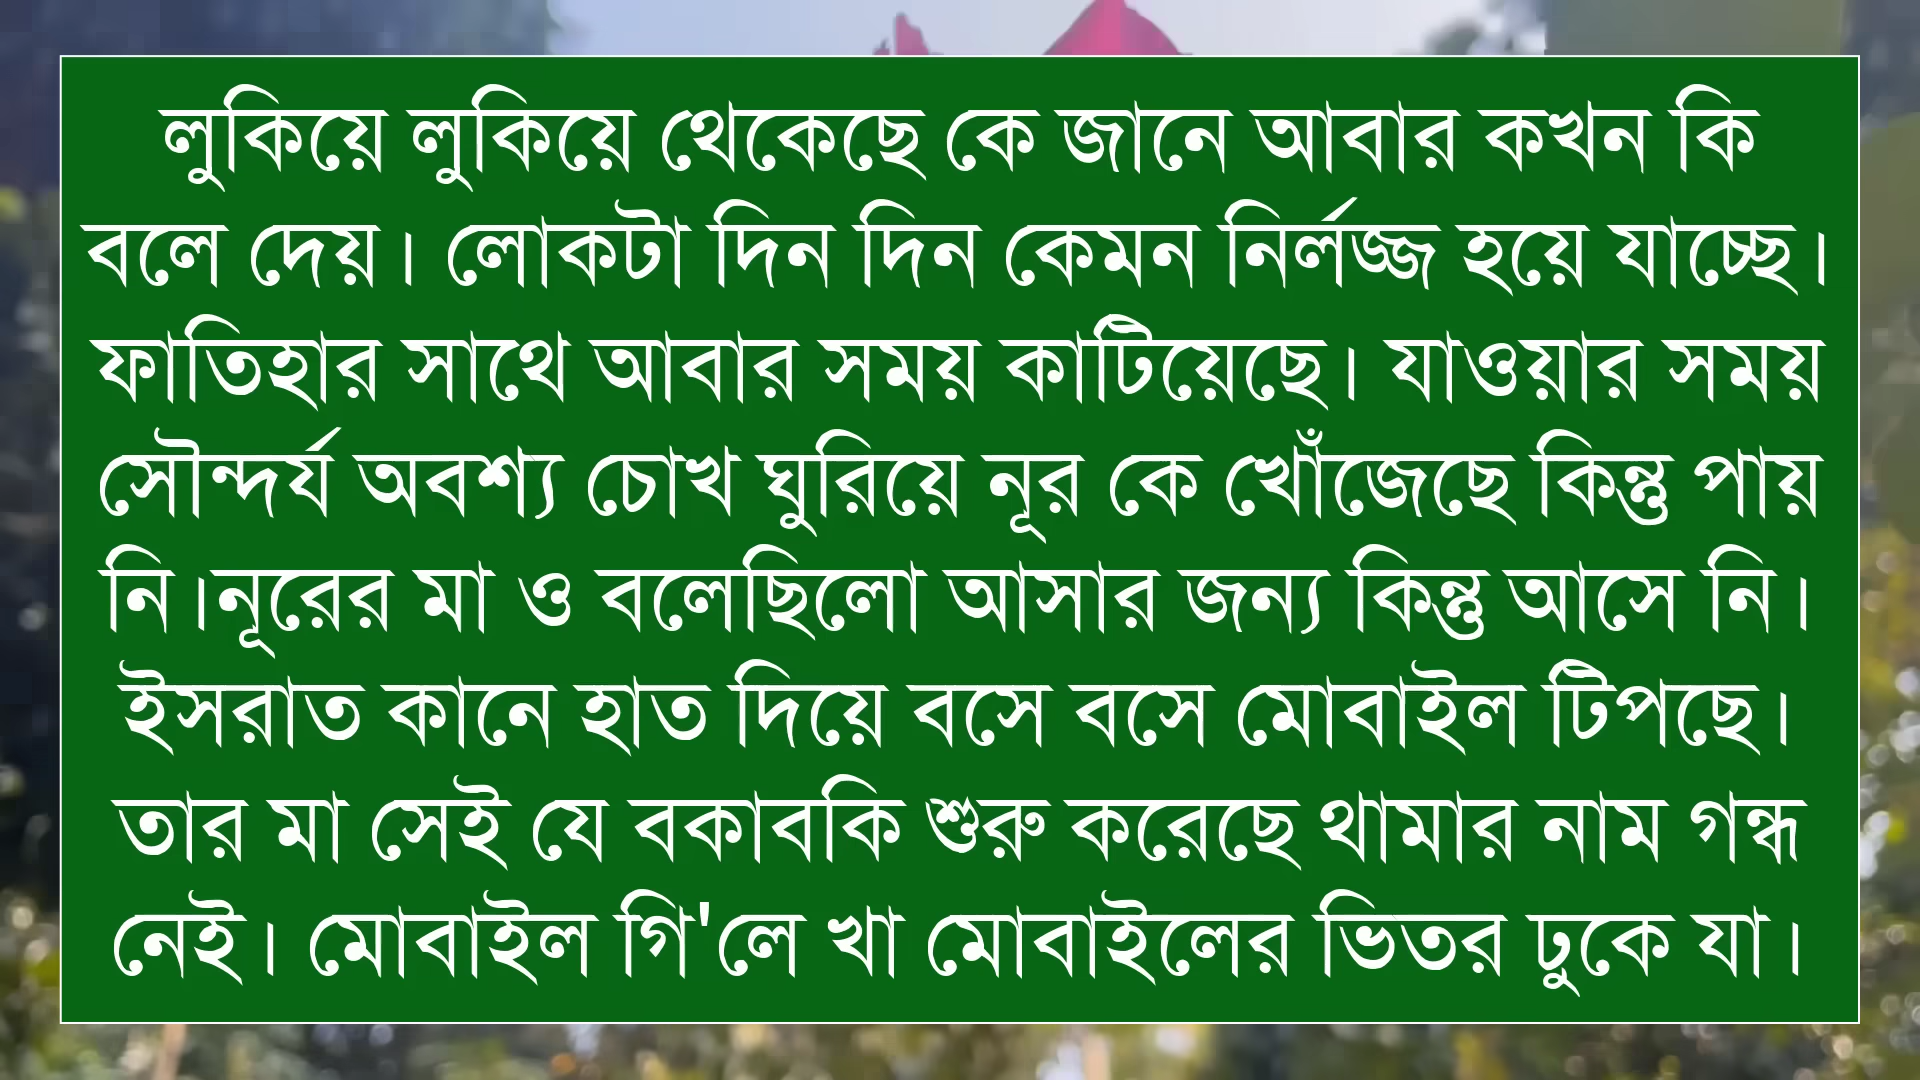 লুকিয়ে লুকিয়ে থেকেছে কে জানে আবার কখন কি
বলে দেয়। লোকটা দিন দিন কেমন নির্লজ্জ হয়ে যাচ্ছে।
ফাতিহার সাথে আবার সময় কাটিয়েছে। যাওয়ার সময়
সৌন্দর্য অবশ্য চোখ ঘুরিয়ে নূর কে খোঁজেছে কিন্তু পায়
নি।নূরের মা ও বলেছিলো আসার জন্য কিন্তু আসে নি।
ইসরাত কানে হাত দিয়ে বসে বসে মোবাইল টিপছে।
তার মা সেই যে বকাবকি শুরু করেছে থামার নাম গন্ধ
নেই। মোবাইল গি'লে খা মোবাইলের ভিতর ঢুকে যা।